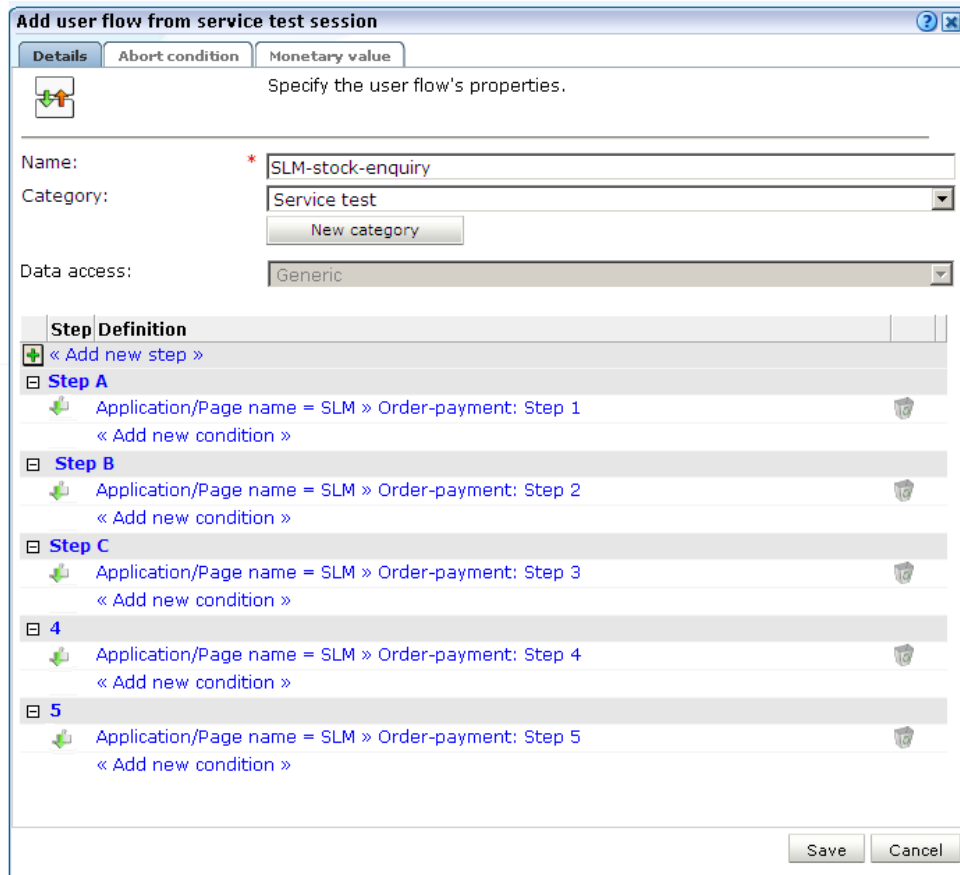 Add user flow from service test session
Details Abort condition Monetary value
Specify the user flow's properties.
Name: * SLM-stock-enquiry
Category: Service test
New category
Data access: Generic
Step Definition
« Add new step »
Step A
Application/Page name = SLM » Order-payment: Step 1
« Add new condition »
Step B
Application/Page name = SLM » Order-payment: Step 2
« Add new condition »
Step C
Application/Page name = SLM » Order-payment: Step 3
« Add new condition »
4
Application/Page name = SLM » Order-payment: Step 4
« Add new condition »
5
Application/Page name = SLM » Order-payment: Step 5
« Add new condition »
Save Cancel